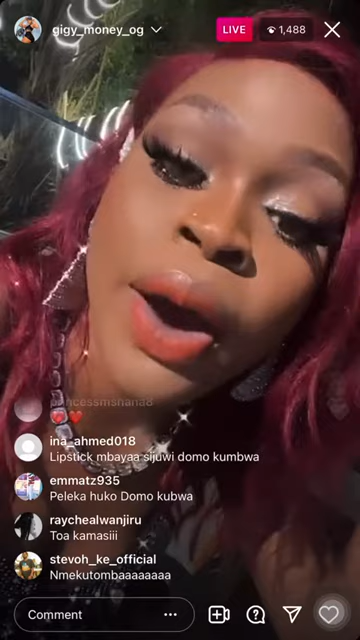 gigy_money_og
LIVE
1,488
princessmshana8
ina_ahmed018
Lipstick mbayaa sijuwi domo kumbwa
emmatz935
Peleka huko Domo kubwa
raychealwanjiru
Toa kamasiii
stevoh_ke_official
Nmekutombaaaaaaaa
Comment